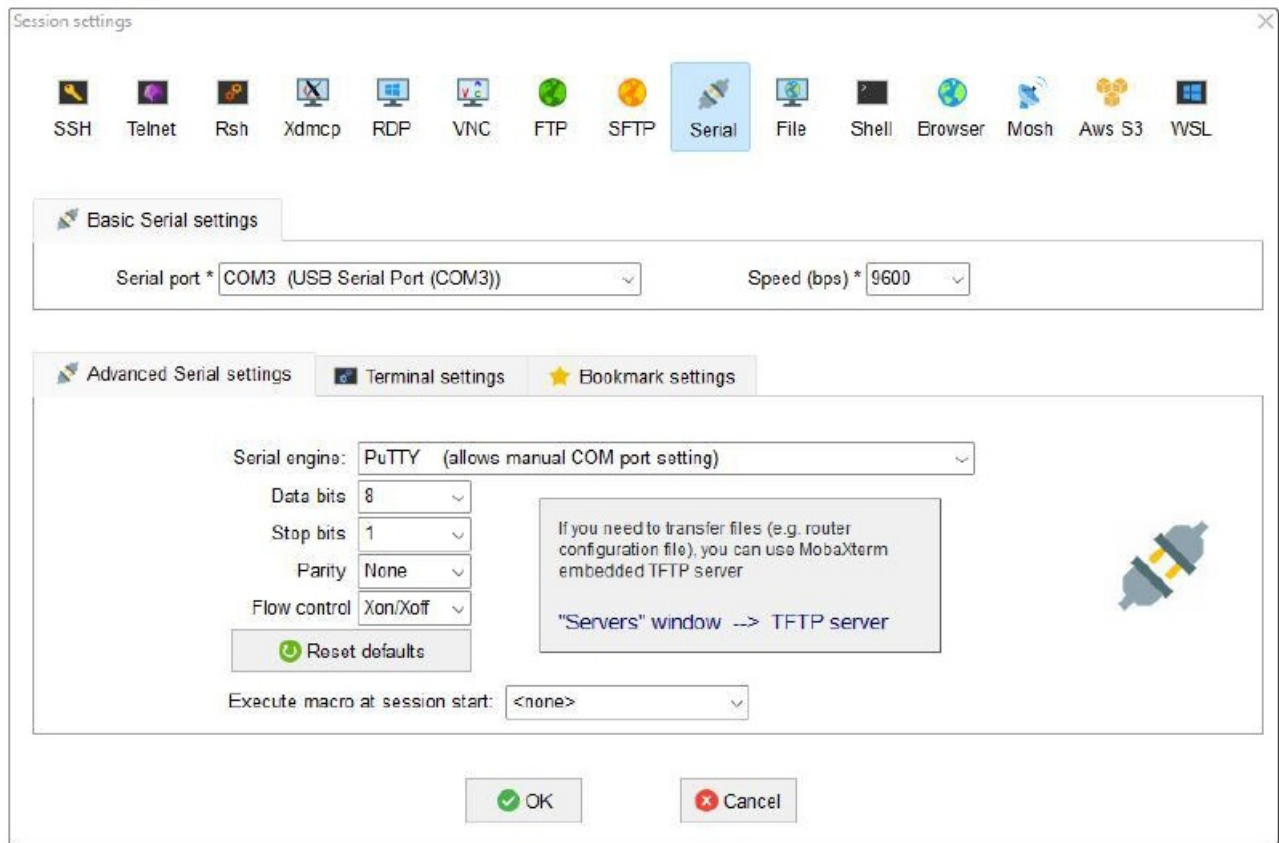 Session settings
SSH Telnet Rsh Xdmcp RDP VNC FTP SFTP Serial File Shell Browser Mosh Aws S3 WSL
Basic Serial settings
Serial port * COM3 (USB Serial Port (COM3)) Speed (bps) * 9600
Advanced Serial settings Terminal settings Bookmark settings
Serial engine: PuTTY (allows manual COM port setting)
Data bits 8
Stop bits 1
Parity None
Flow control Xon/Xoff
Reset defaults
If you need to transfer files (e.g. router
configuration file), you can use MobaXterm
embedded TFTP server
"Servers" window --> TFTP server
Execute macro at session start: <none>
OK Cancel